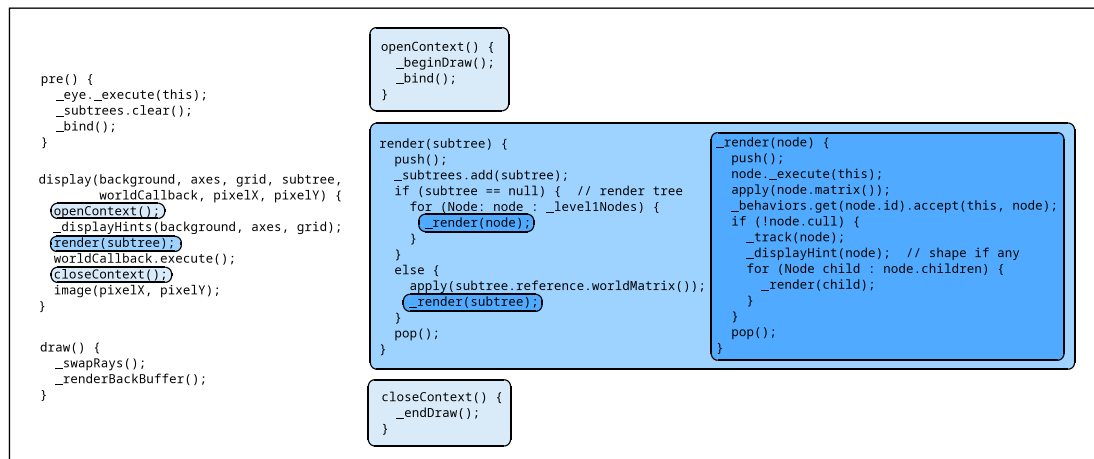 pre() {
  _eye._execute(this);
  _subtrees.clear();
  _bind();
}
display(background, axes, grid, subtree,
        worldCallback, pixelX, pixelY) {
  openContext();
  _displayHints(background, axes, grid);
  render(subtree);
  worldCallback.execute();
  closeContext();
  image(pixelX, pixelY);
}
draw() {
  _swapRays();
  _renderBackBuffer();
}
openContext() {
  _beginDraw();
  _bind();
}
render(subtree) {
  push();
  _subtrees.add(subtree);
  if (subtree == null) {  // render tree
    for (Node: node : _level1Nodes) {
      _render(node);
    }
  }
  else {
    apply(subtree.reference.worldMatrix());
    _render(subtree);
  }
  pop();
}
_render(node) {
  push();
  node._execute(this);
  apply(node.matrix());
  _behaviors.get(node.id).accept(this, node);
  if (!node.cull) {
    _track(node);
    _displayHint(node);  // shape if any
    for (Node child : node.children) {
      _render(child);
    }
  }
  pop();
}
closeContext() {
  _endDraw();
}